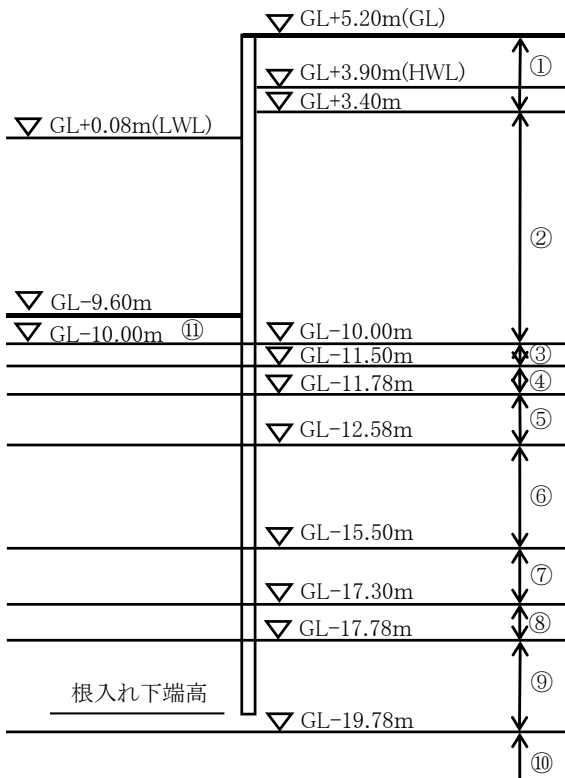 GL+5.20m(GL)
①
GL+3.90m(HWL)
GL+3.40m
GL+0.08m(LWL)
②
GL-9.60m
GL-10.00m ⑪
GL-10.00m
③
GL-11.50m
④
GL-11.78m
⑤
GL-12.58m
⑥
GL-15.50m
⑦
GL-17.30m
⑧
GL-17.78m
⑨
根入れ下端高
GL-19.78m
⑩